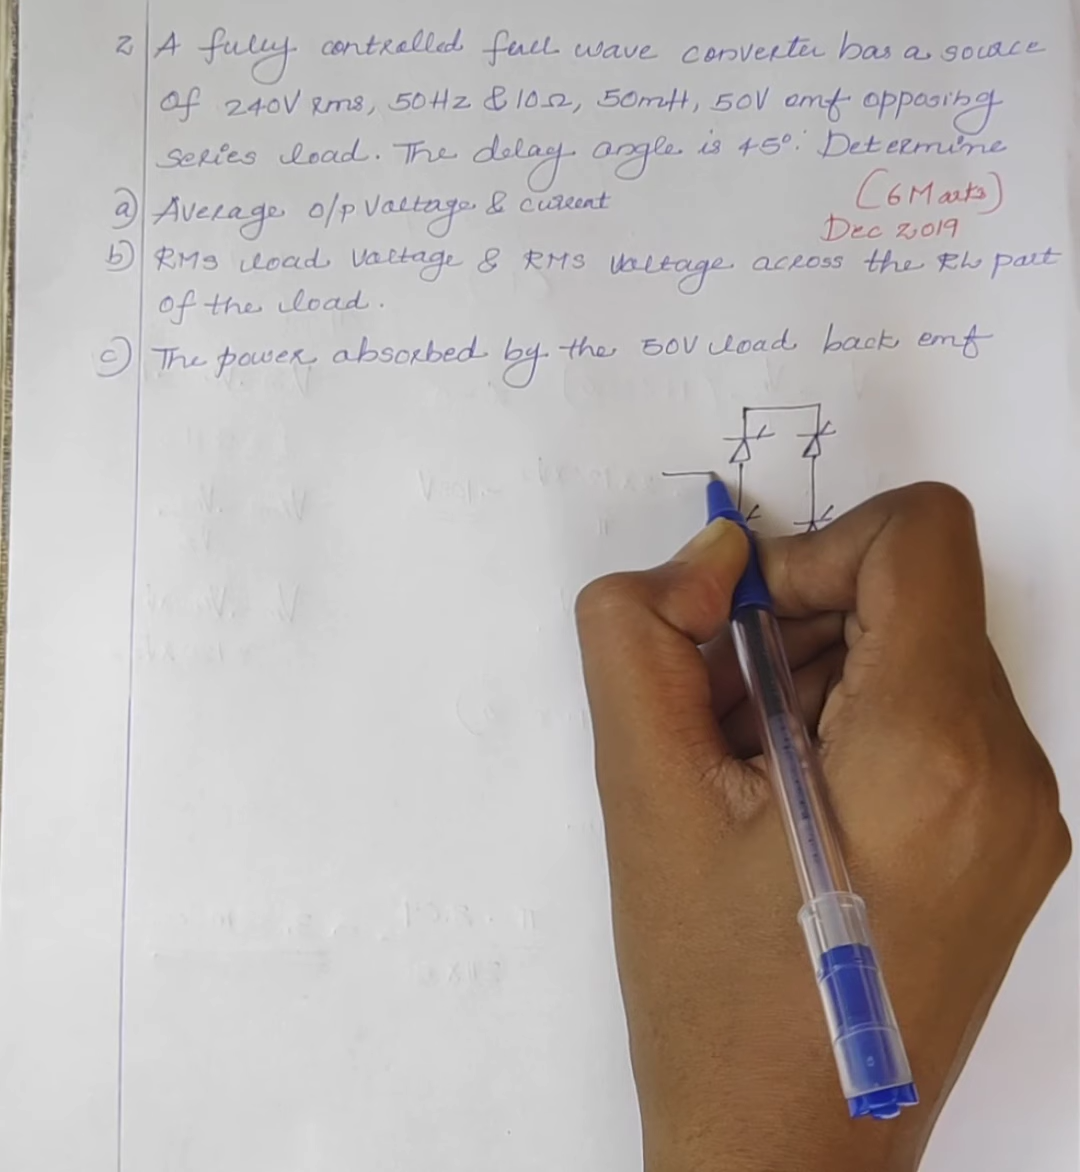 2 A fully controlled full wave converter has a source
of 240V rms, 50Hz & 10Ω, 50mH, 50V emf opposing
series load. The delay angle is 45°. Determine
(6 Marks)
a) Average o/p Voltage & current
Dec 2019
b) RMS load Voltage & RMS Voltage across the RL part
of the load.
c) The power absorbed by the 50V load back emf